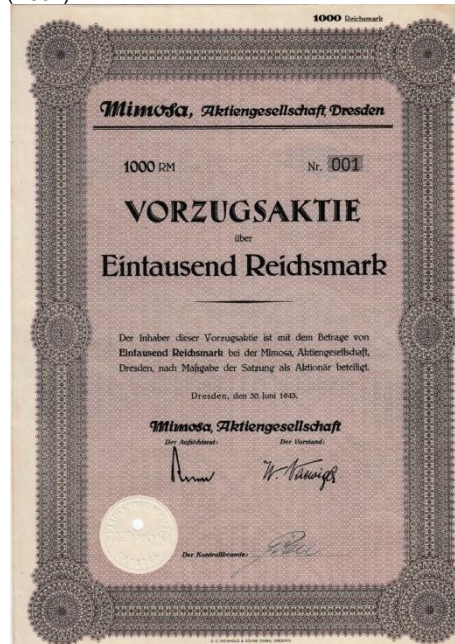 1000 Reichsmark
Mimosa, Aktiengesellschaft, Dresden
1000 RM Nr. 001
VORZUGSAKTIE
über
Eintausend Reichsmark
Der Inhaber dieser Vorzugsaktie ist mit dem Betrage von
Eintausend Reichsmark bei der Mimosa, Aktiengesellschaft,
Dresden, nach Maßgabe der Satzung als Aktionär beteiligt.
Dresden, den 30. Juni 1943.
Mimosa, Aktiengesellschaft
Der Aufsichtsrat: Der Vorstand:
Der Kontrollbeamte: